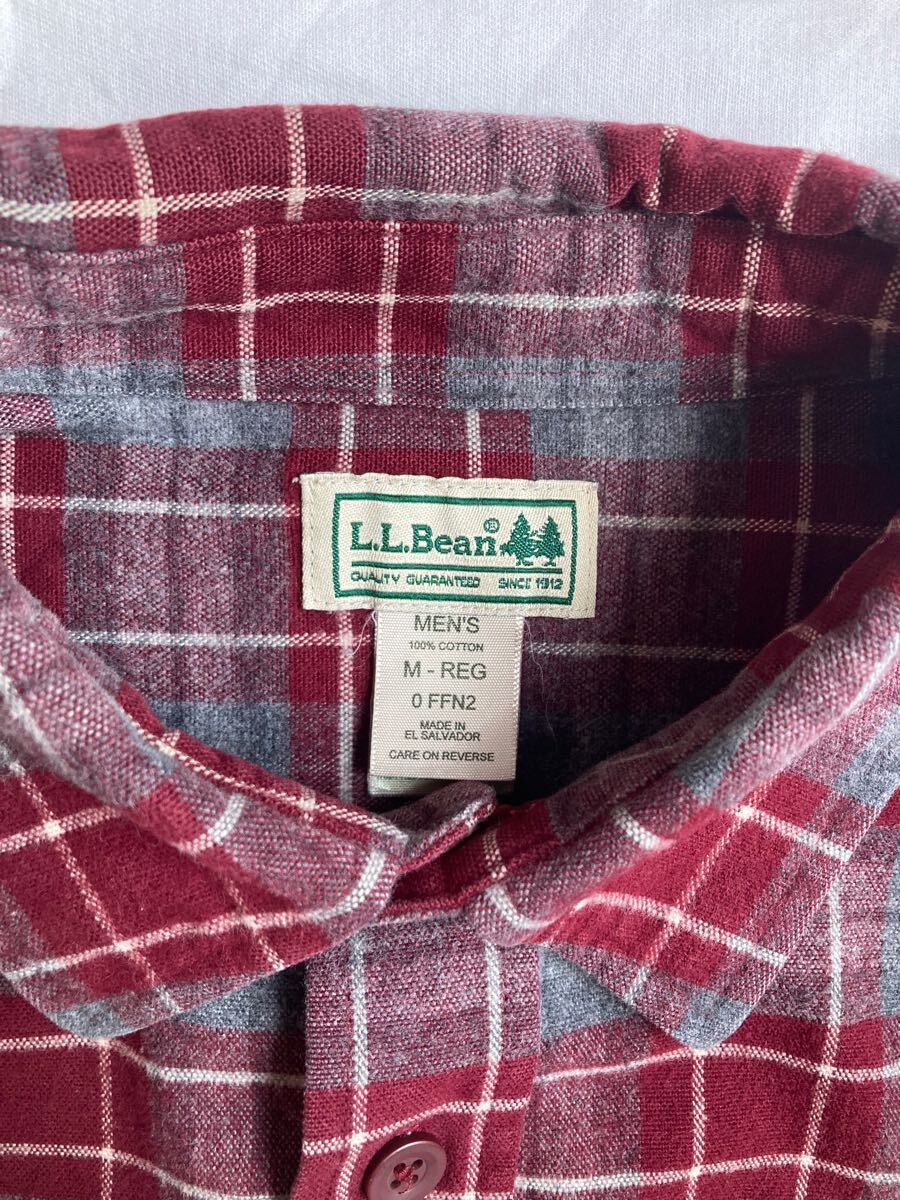 L.L.Bean®
QUALITY GUARANTEED SINCE 1912
MEN'S
100% COTTON
M - REG
0 FFN2
MADE IN
EL SALVADOR
CARE ON REVERSE